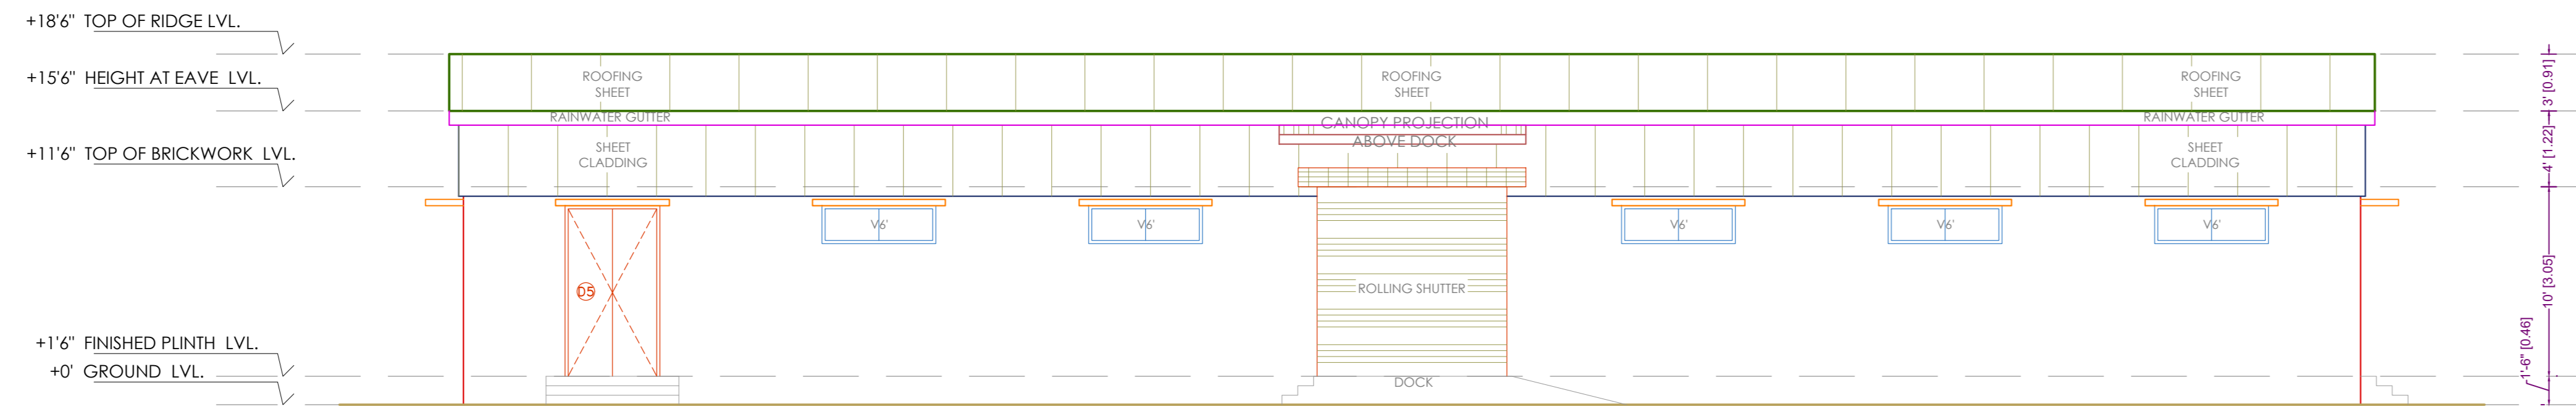 +18'6" TOP OF RIDGE LVL.
+15'6" HEIGHT AT EAVE LVL.
+11'6" TOP OF BRICKWORK LVL.
+1'6" FINISHED PLINTH LVL.
+0' GROUND LVL.
ROOFING
SHEET
ROOFING
SHEET
ROOFING
SHEET
RAINWATER GUTTER
RAINWATER GUTTER
CANOPY PROJECTION
ABOVE DOCK
SHEET
CLADDING
SHEET
CLADDING
V6'
V6'
V6'
V6'
V6'
D5
ROLLING SHUTTER
DOCK
3' [0.91]
4' [1.22]
10' [3.05]
1'-6" [0.46]